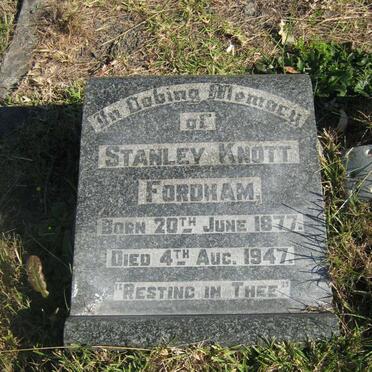 In Loving Memory
of
STANLEY KNOTT
FORDHAM,
BORN 20TH JUNE 1877.
DIED 4TH AUG. 1947.
"RESTING IN THEE."